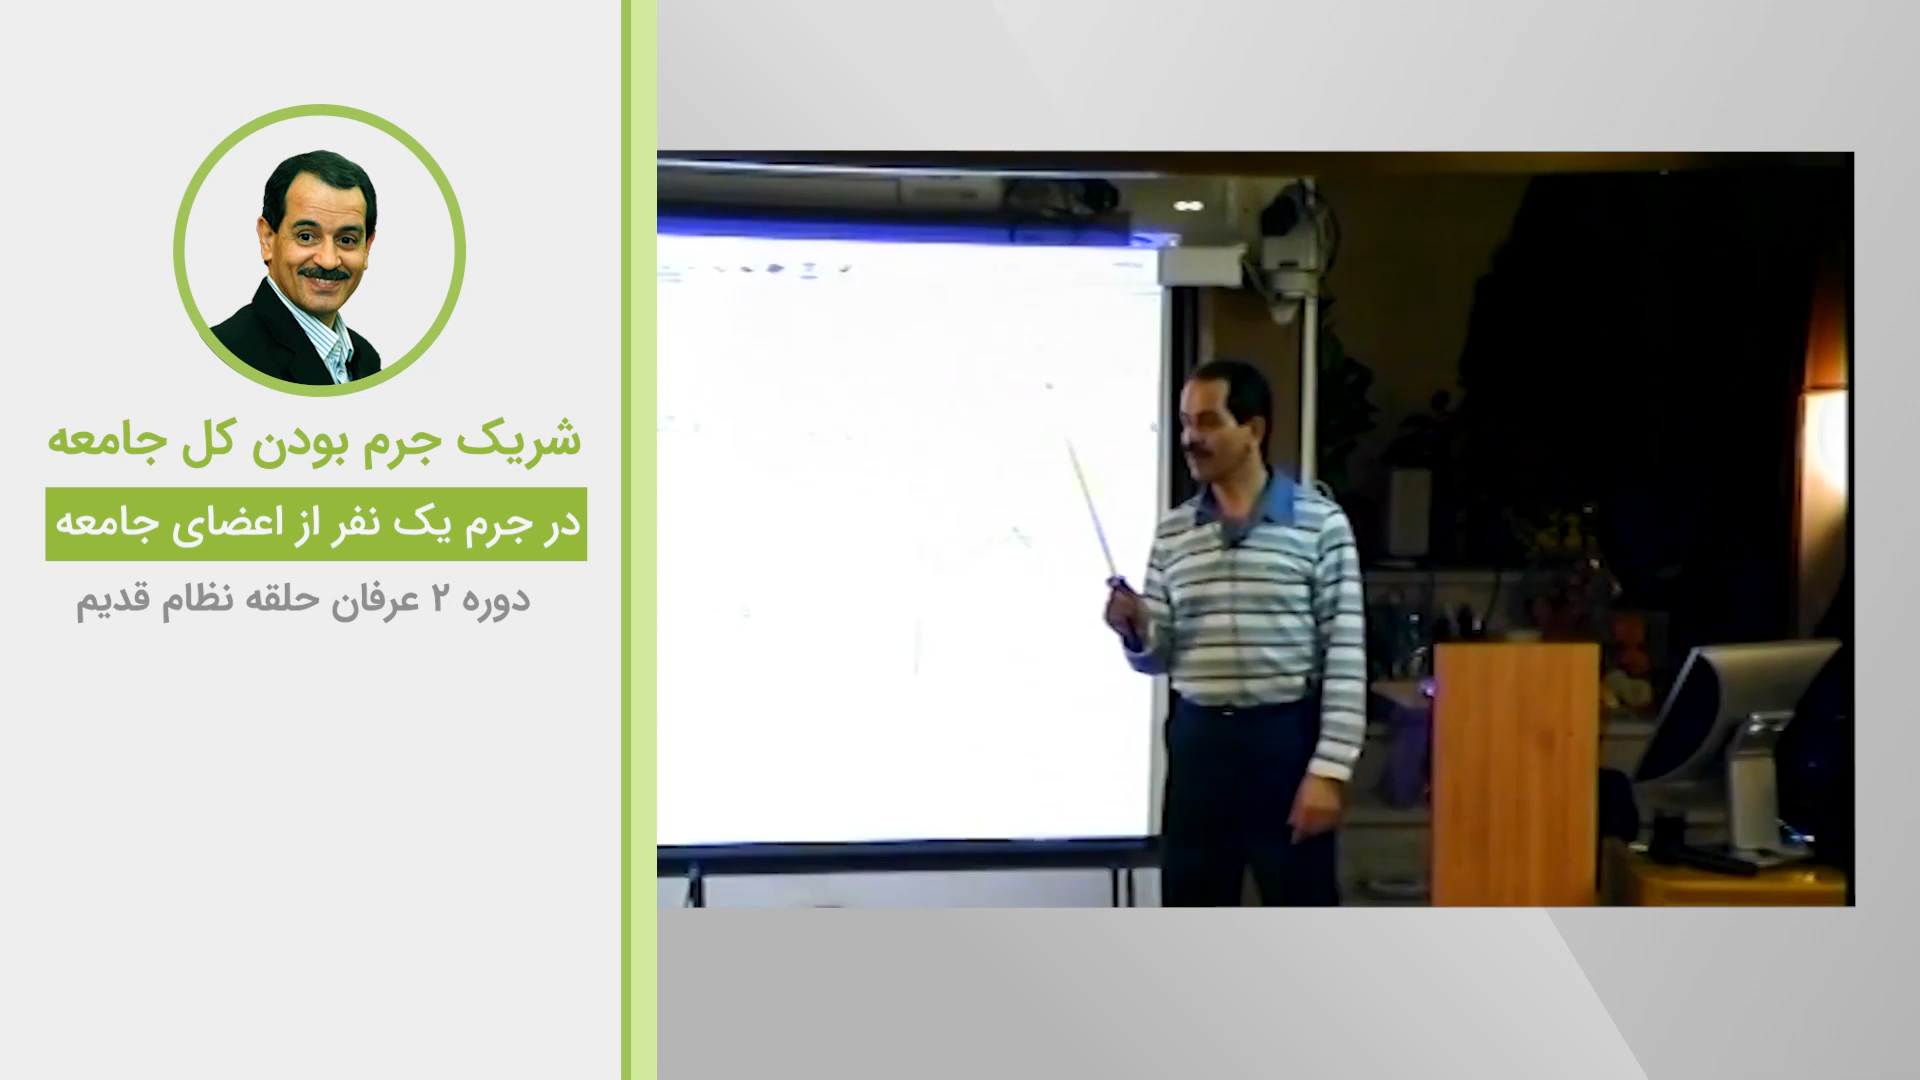 شریک جرم بودن کل جامعه
در جرم یک نفر از اعضای جامعه
دوره ۲ عرفان حلقه نظام قدیم